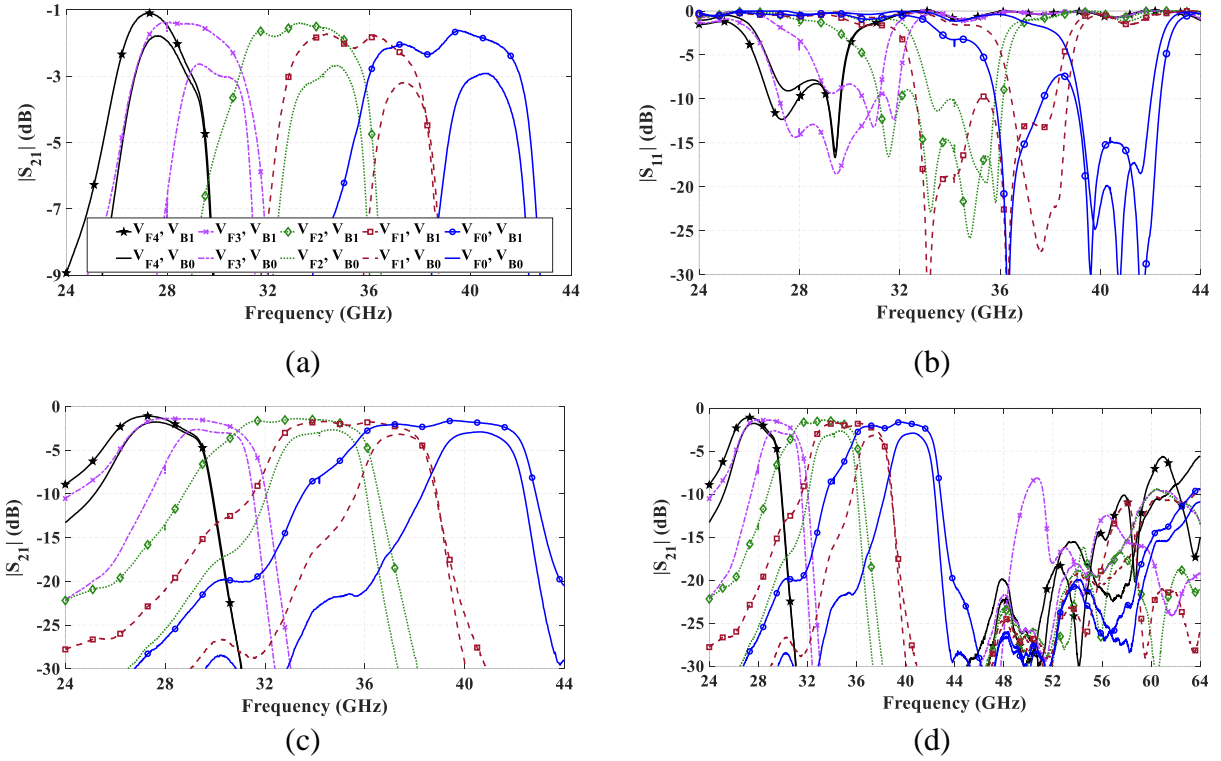 -1
-3
-5
-7
-9
|S21| (dB)
VF4, VB1 VF3, VB1 VF2, VB1 VF1, VB1 VF0, VB1
VF4, VB0 VF3, VB0 VF2, VB0 VF1, VB0 VF0, VB0
24 28 32 36 40 44
Frequency (GHz)
(a)
0
-5
-10
-15
-20
-25
-30
|S11| (dB)
24 28 32 36 40 44
Frequency (GHz)
(b)
0
-5
-10
-15
-20
-25
-30
|S21| (dB)
24 28 32 36 40 44
Frequency (GHz)
(c)
0
-5
-10
-15
-20
-25
-30
|S21| (dB)
24 28 32 36 40 44 48 52 56 60 64
Frequency (GHz)
(d)